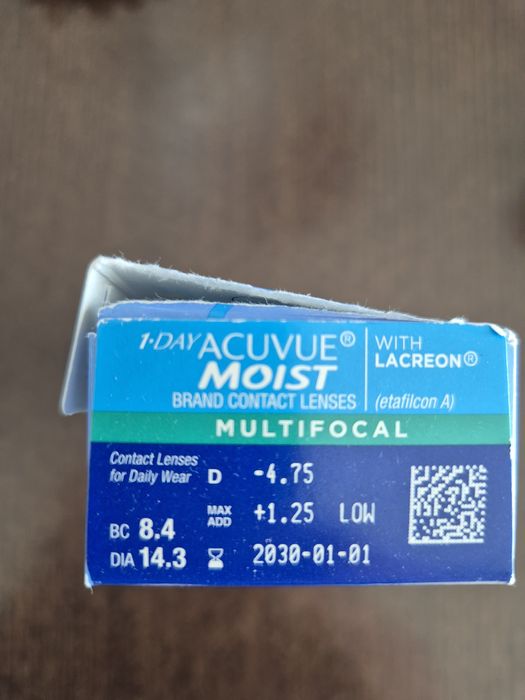 1·DAY ACUVUE® MOIST
BRAND CONTACT LENSES
WITH
LACREON®
(etafilcon A)
MULTIFOCAL
Contact Lenses
for Daily Wear
D -4.75
MAX
ADD
+1.25 LOW
BC 8.4
DIA 14.3
2030-01-01